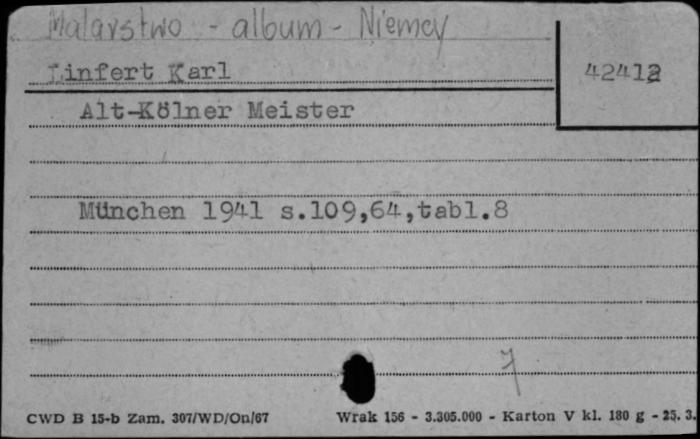 Malarstwo - album - Niemcy
Linfert Karl
42412
Alt-Kölner Meister
München 1941 s.109,64,tabl.8
7
CWD B 15-b Zam. 307/WD/On/67 Wrak 156 - 3.305.000 - Karton V kl. 180 g - 25. 3.